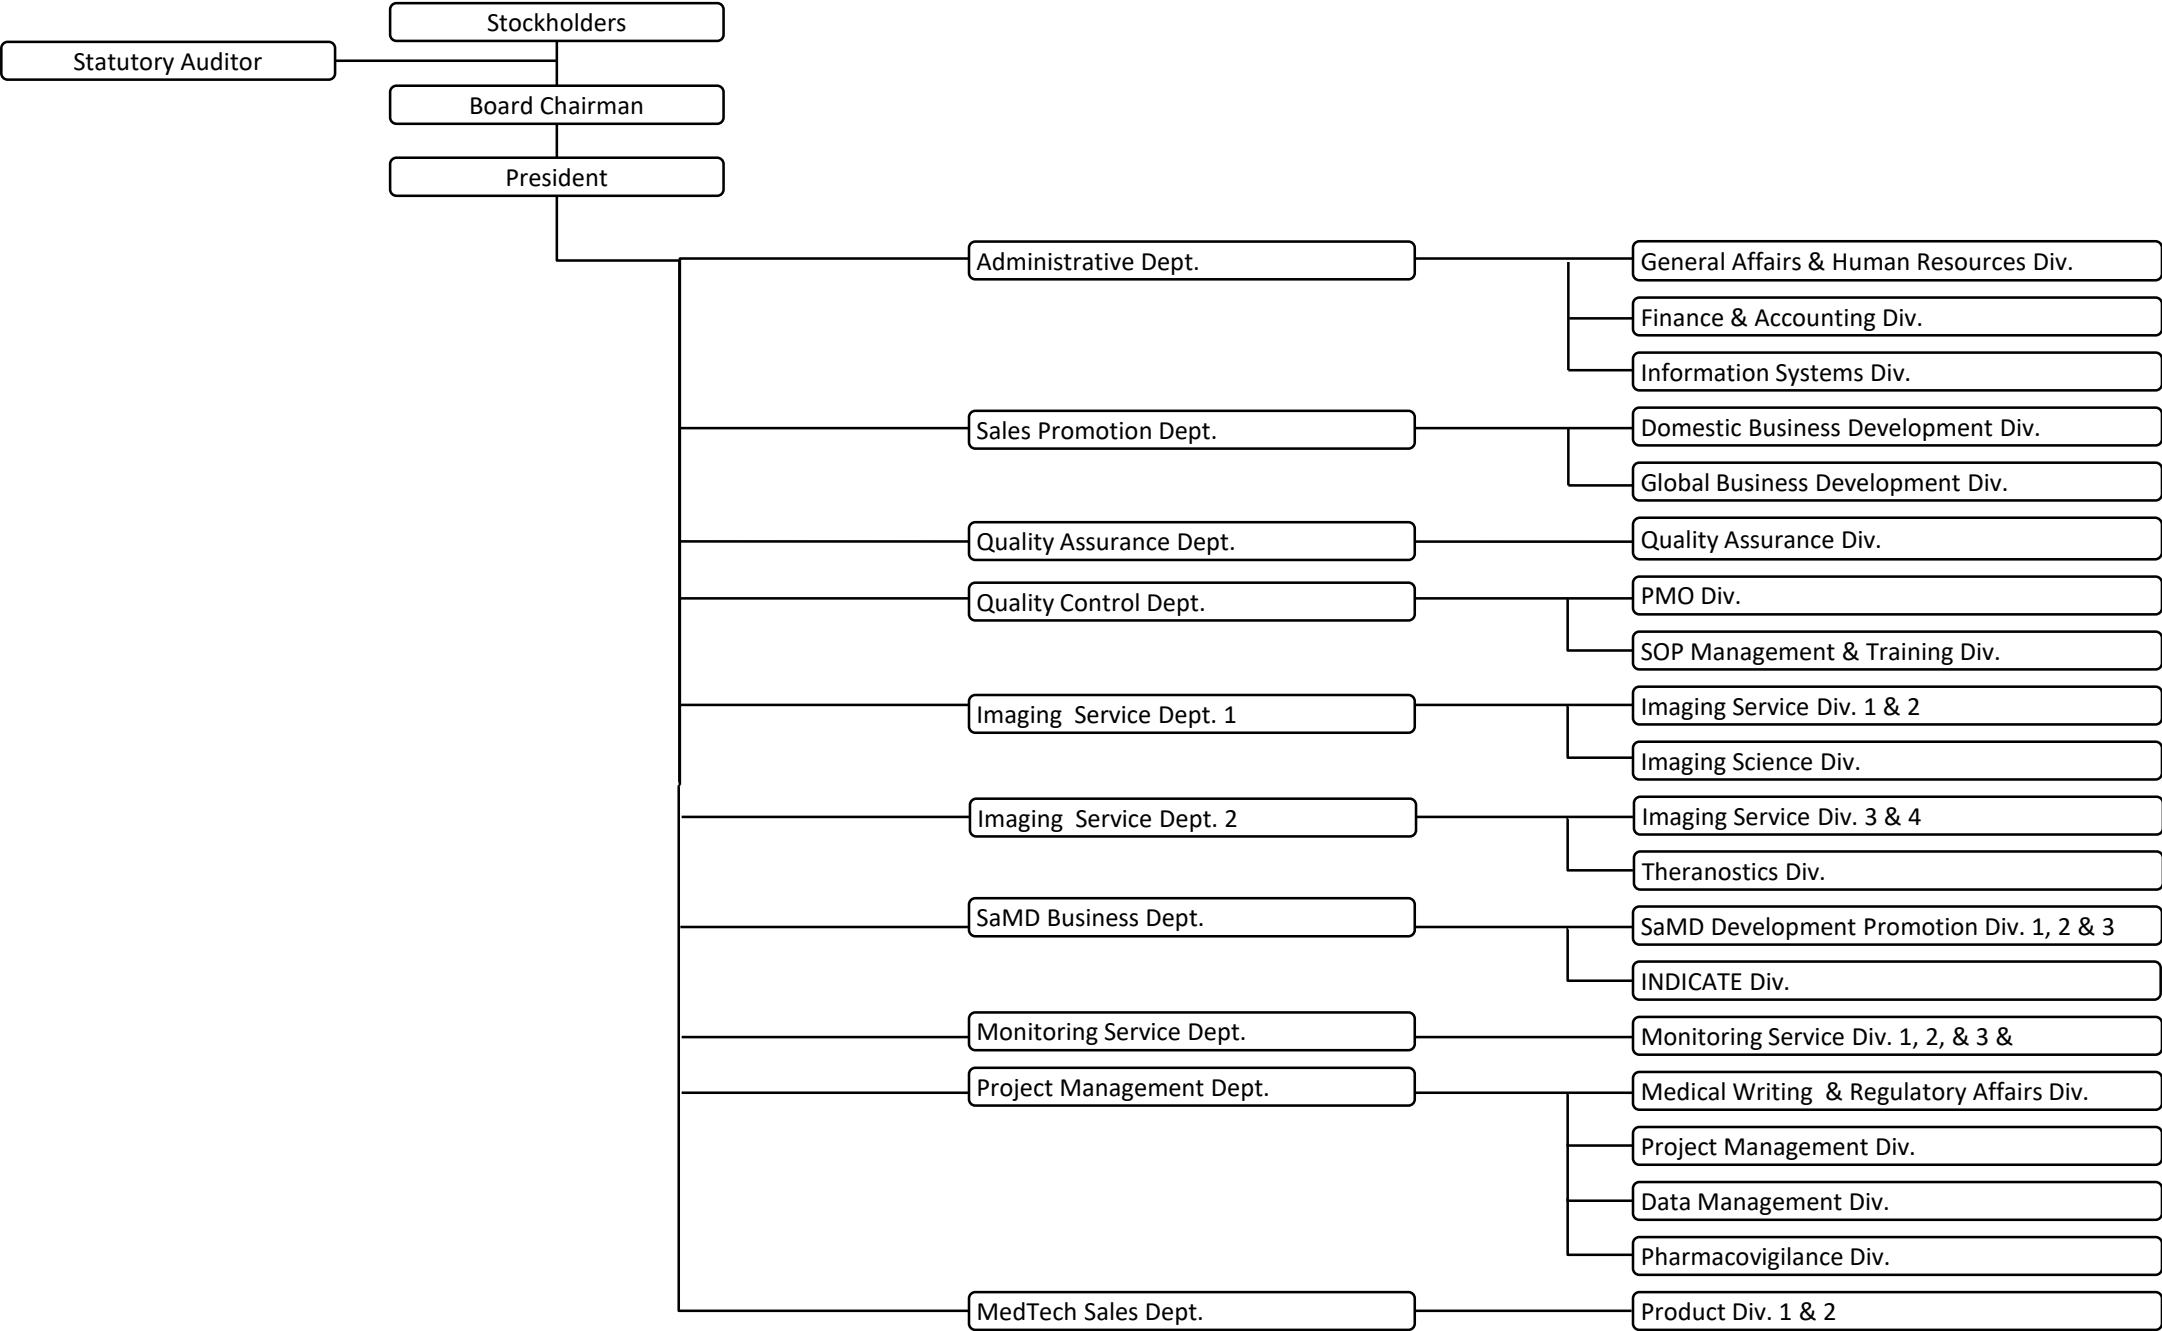 Stockholders
Statutory Auditor
Board Chairman
President
Administrative Dept.
General Affairs & Human Resources Div.
Finance & Accounting Div.
Information Systems Div.
Sales Promotion Dept.
Domestic Business Development Div.
Global Business Development Div.
Quality Assurance Dept.
Quality Assurance Div.
Quality Control Dept.
PMO Div.
SOP Management & Training Div.
Imaging  Service Dept. 1
Imaging Service Div. 1 & 2
Imaging Science Div.
Imaging  Service Dept. 2
Imaging Service Div. 3 & 4
Theranostics Div.
SaMD Business Dept.
SaMD Development Promotion Div. 1, 2 & 3
INDICATE Div.
Monitoring Service Dept.
Monitoring Service Div. 1, 2, & 3 &
Project Management Dept.
Medical Writing  & Regulatory Affairs Div.
Project Management Div.
Data Management Div.
Pharmacovigilance Div.
MedTech Sales Dept.
Product Div. 1 & 2